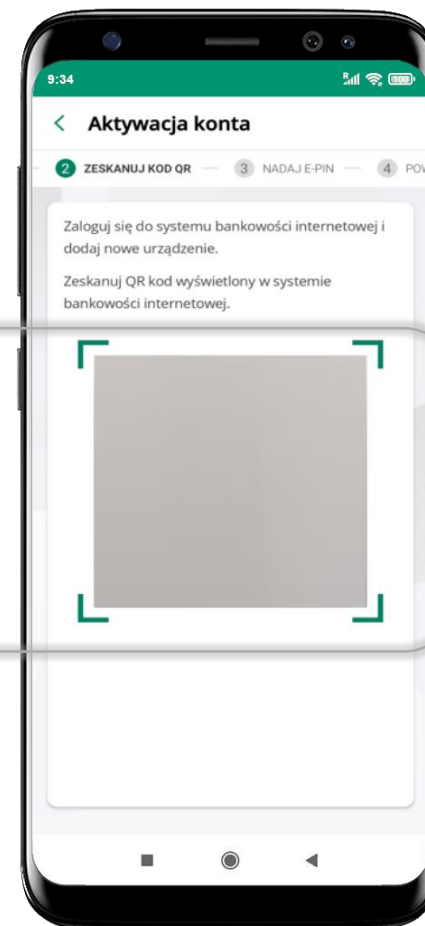 9:34
Aktywacja konta
2 ZESKANUJ KOD QR 3 NADAJ E-PIN 4
Zaloguj się do systemu bankowości internetowej i
dodaj nowe urządzenie.
Zeskanuj QR kod wyświetlony w systemie
bankowości internetowej.